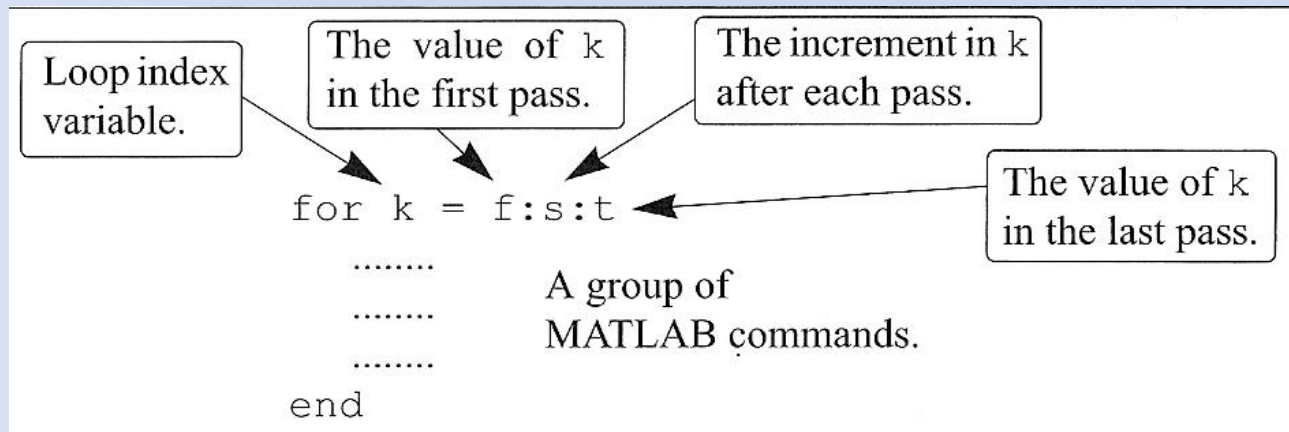 Loop index
variable.
The value of k
in the first pass.
The increment in k
after each pass.
The value of k
in the last pass.
for k = f:s:t
........
........
........
end
A group of
MATLAB commands.